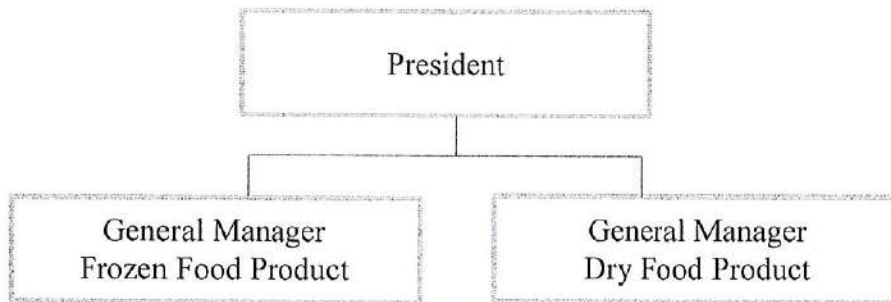 President
General Manager
Frozen Food Product
General Manager
Dry Food Product